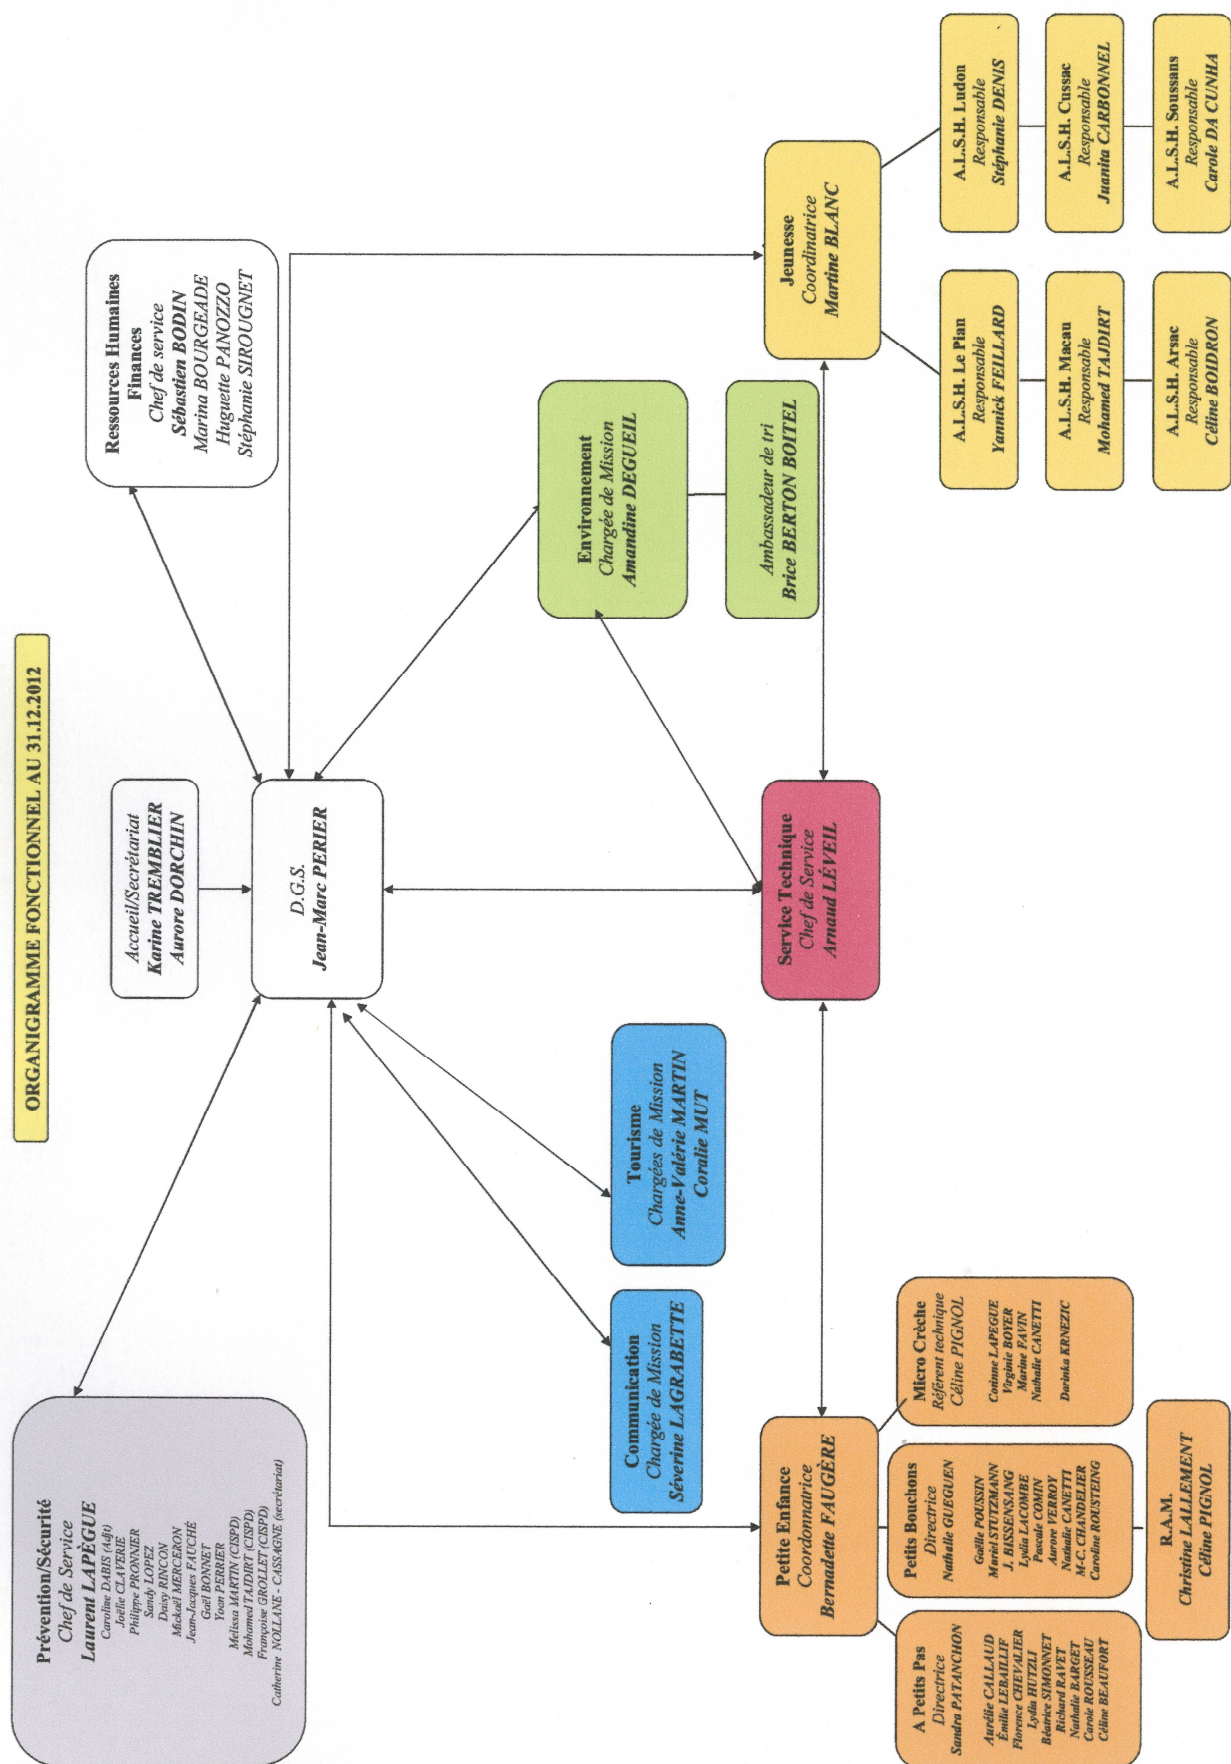 ORGANIGRAMME FONCTIONNEL AU 31.12.2012
Prévention/Sécurité
Chef de Service
Laurent LAPÈGUE
Caroline DABIS (Adjt)
Joëlle CLAVERIE
Philippe PRONNIER
Sandy LOPEZ
Daisy RINCON
Mickaël MERCERON
Jean-Jacques FAUCHÉ
Gaël BONNET
Yoan PERRIER
Melissa MARTIN (CISPD)
Mohamed TAJDIRT (CISPD)
Françoise GROLLET (CISPD)
Catherine NOLLANE - CASSAGNE (secrétariat)
Accueil/Secrétariat
Karine TREMBLIER
Aurore DORCHIN
Ressources Humaines
Finances
Chef de service
Sébastien BODIN
Marina BOURGEADE
Huguette PANOZZO
Stéphanie SIROUGNET
D.G.S.
Jean-Marc PERIER
Communication
Chargée de Mission
Séverine LAGRABETTE
Tourisme
Chargées de Mission
Anne-Valérie MARTIN
Coralie MUT
Environnement
Chargée de Mission
Amandine DEGUEIL
Ambassadeur de tri
Brice BERTON BOITEL
Petite Enfance
Coordonnatrice
Bernadette FAUGÈRE
Service Technique
Chef de Service
Arnaud LÉVEIL
Jeunesse
Coordinatrice
Martine BLANC
A Petits Pas
Directrice
Sandra PATANCHON
Aurélie CALLAUD
Émilie LEBAILLIF
Florence CHEVALIER
Lydia HUTZLI
Béatrice SIMONNET
Richard RAVET
Nathalie BARGET
Carole ROUSSEAU
Céline BEAUFORT
Petits Bouchons
Directrice
Nathalie GUEGUEN
Gaëlle POUSSIN
Muriel STUTZMANN
J. BISSENSANG
Lydia LACOMBE
Pascale COMIN
Aurore VERROY
Nathalie CANETTI
M-C. CHANDELIER
Caroline ROUSTEING
Micro Crèche
Référent technique
Céline PIGNOL
Corinne LAPEGUE
Virginie BOYER
Marine FAVIN
Nathalie CANETTI
Darinka KRNEZIC
R.A.M.
Christine LALLEMENT
Céline PIGNOL
A.L.S.H. Le Pian
Responsable
Yannick FEILLARD
A.L.S.H. Ludon
Responsable
Stéphanie DENIS
A.L.S.H. Macau
Responsable
Mohamed TAJDIRT
A.L.S.H. Cussac
Responsable
Juanita CARBONNEL
A.L.S.H. Arsac
Responsable
Céline BOIDRON
A.L.S.H. Soussans
Responsable
Carole DA CUNHA